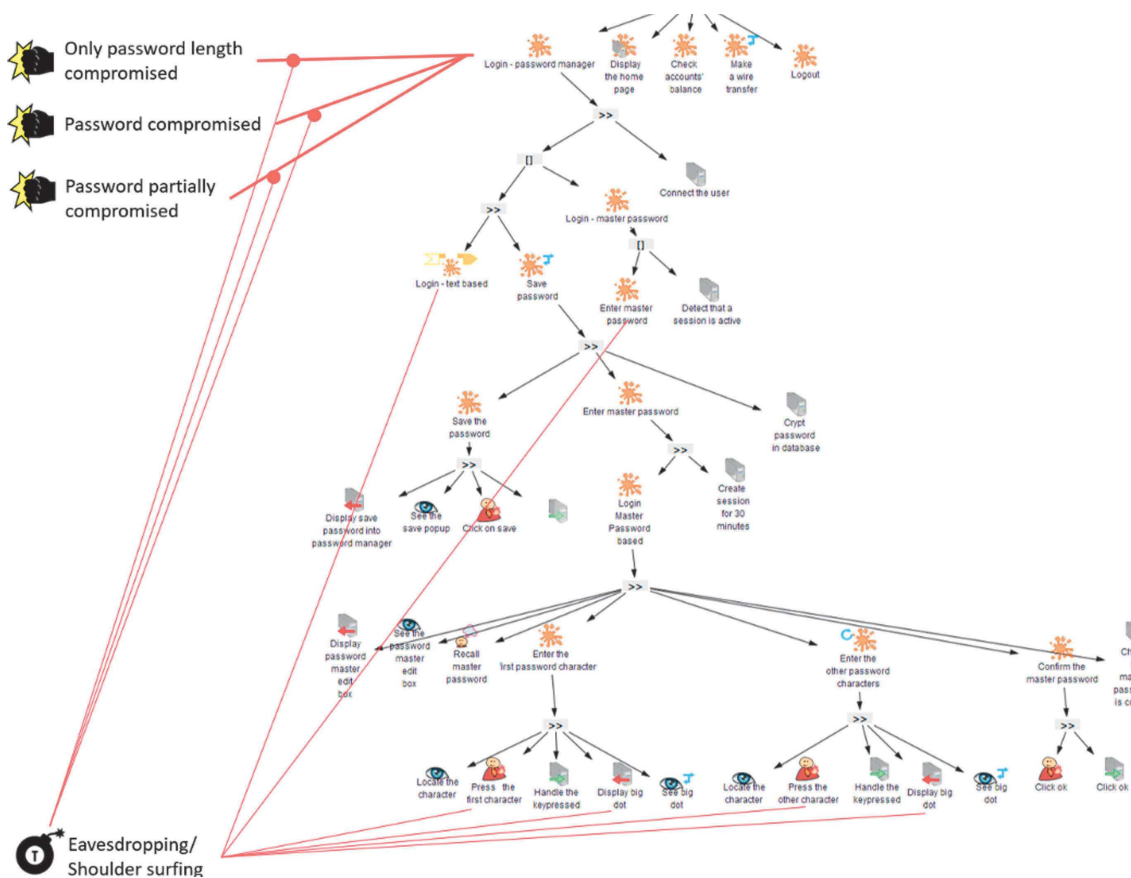 Only password length
compromised
Password compromised
Password partially
compromised
Login - password manager
Display
the home
page
Check
accounts'
balance
Make
a wire
transfer
Logout
>>
[]
Connect the user
>>
Login - master password
[]
Login - text based
Save
password
Enter master
password
Detect that a
session is active
>>
Save the
password
Enter master password
Crypt
password
in database
>>
>>
Display save
password into
password manager
See the
save popup
Click on save
Login
Master
Password
based
Create
session
for 30
minutes
>>
Display
password
master
edit
box
See the
password
master
edit
box
Recall
master
password
Enter the
first password character
Enter the
other password
characters
Confirm the
master password
>>
>>
>>
Locate the
character
Press the
first character
Handle the
keypressed
Display big
dot
See big
dot
Locate the
character
Press the
other character
Handle the
keypressed
Display big
dot
See big
dot
Click ok
Click ok
T
Eavesdropping/
Shoulder surfing